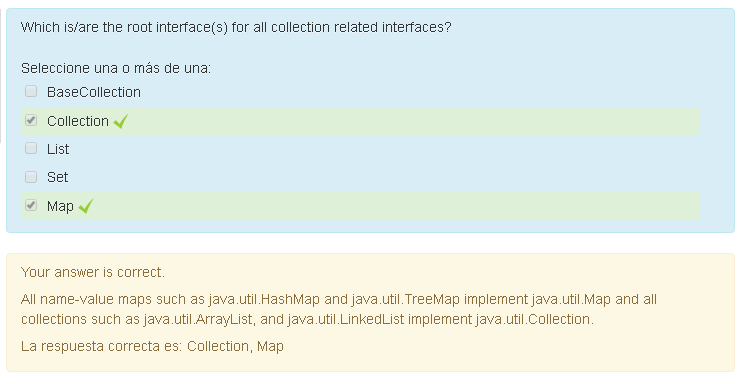 Which is/are the root interface(s) for all collection related interfaces?
Seleccione una o más de una:
BaseCollection
Collection
List
Set
Map
Your answer is correct.
All name-value maps such as java.util.HashMap and java.util.TreeMap implement java.util.Map and all
collections such as java.util.ArrayList, and java.util.LinkedList implement java.util.Collection.
La respuesta correcta es: Collection, Map